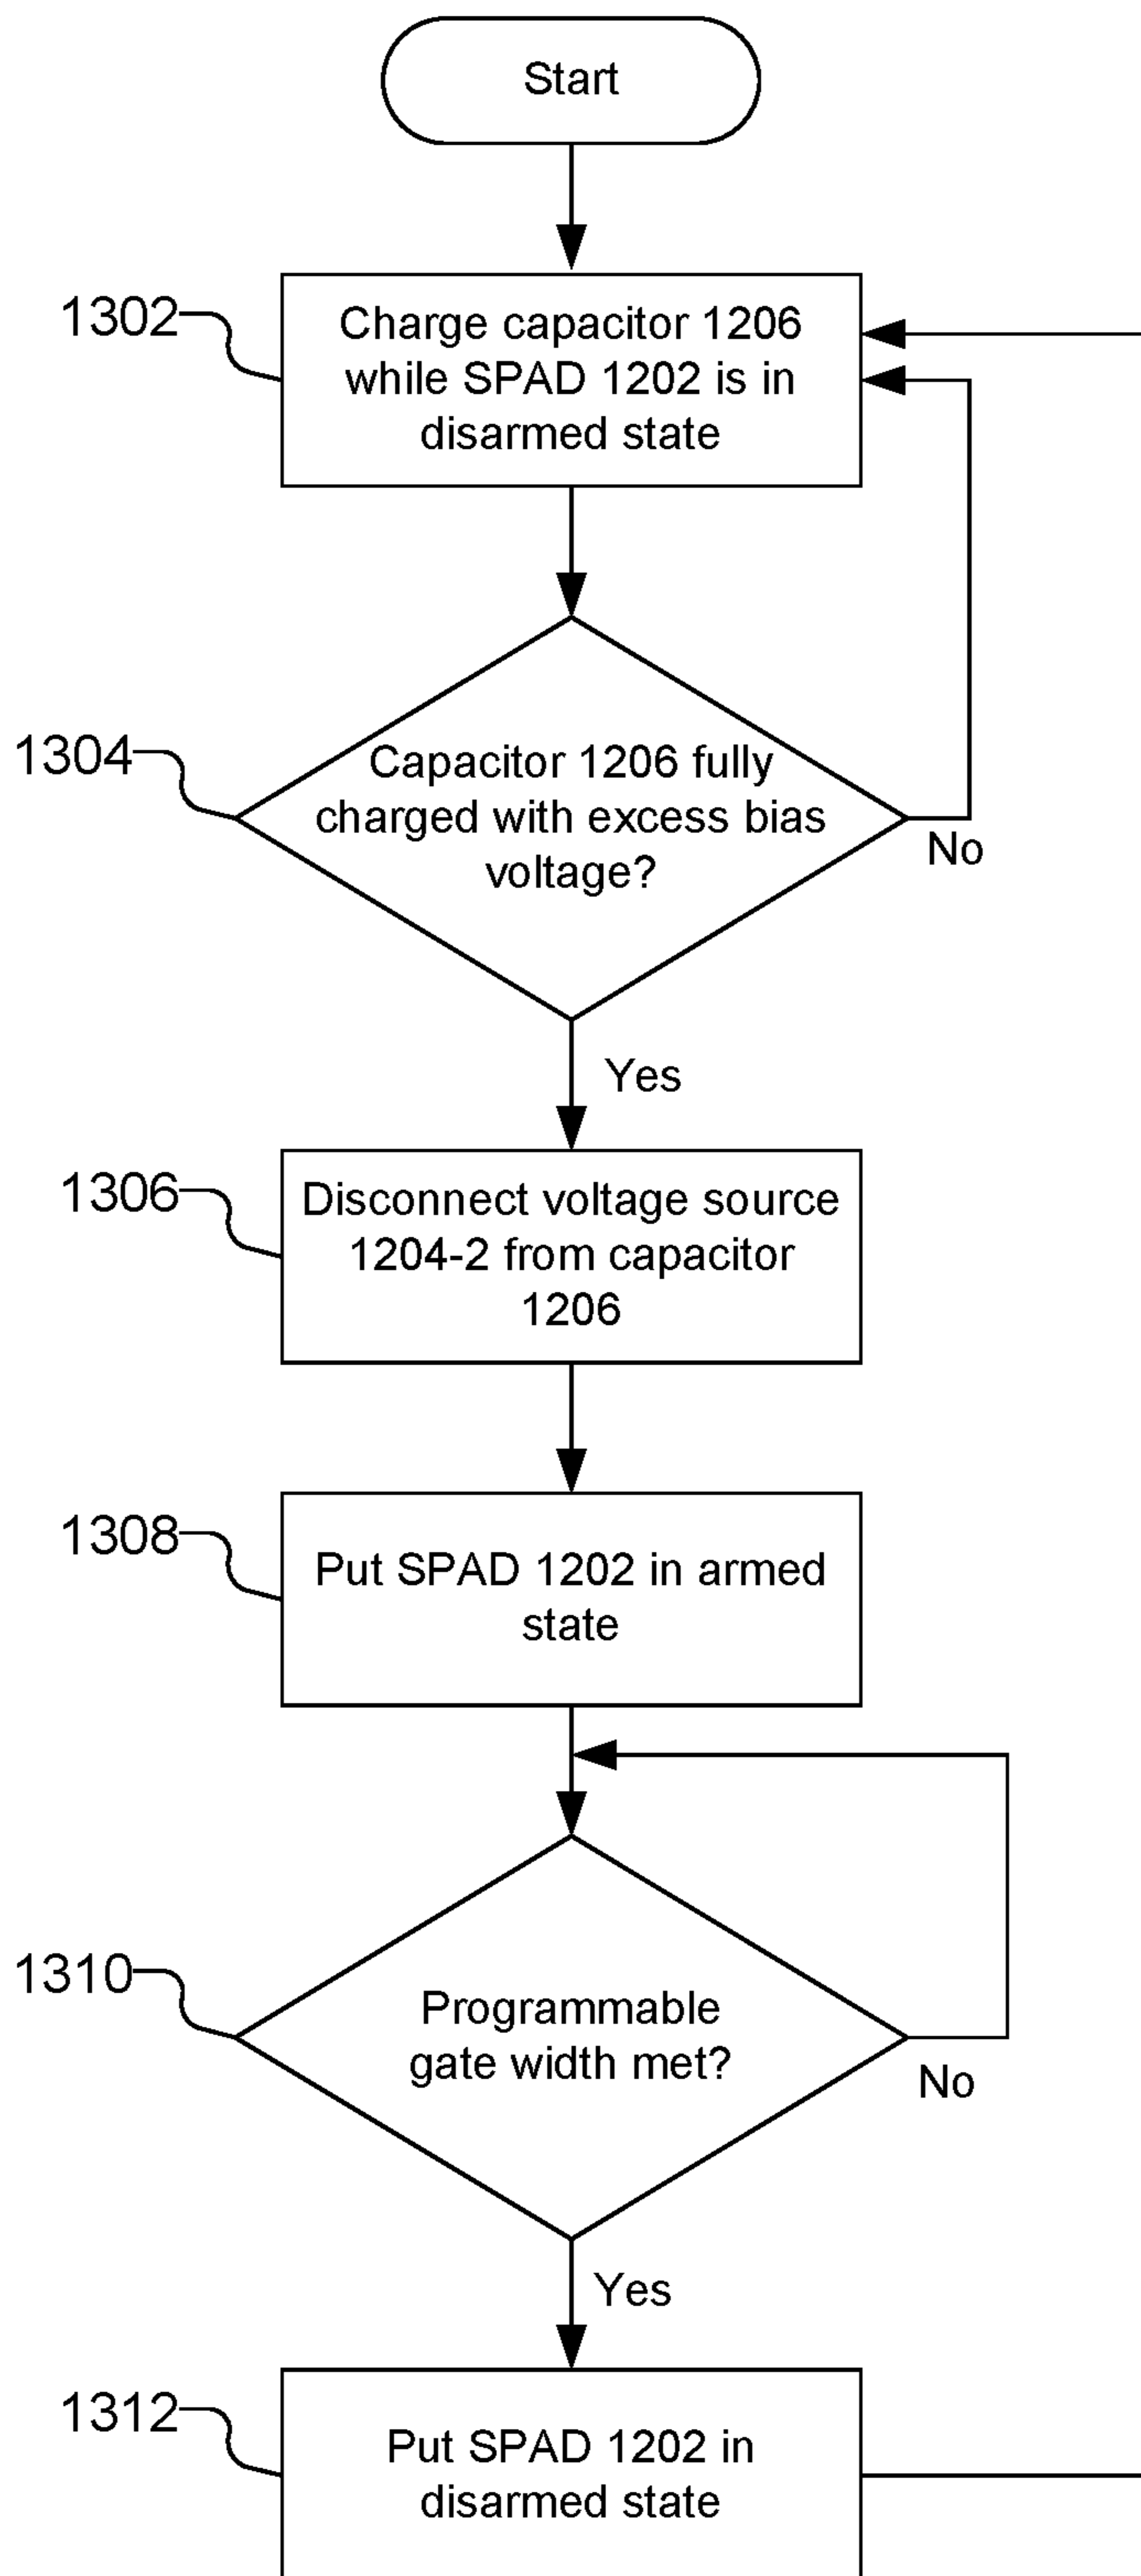 Start
1302
Charge capacitor 1206
while SPAD 1202 is in
disarmed state
1304
Capacitor 1206 fully
charged with excess bias
voltage?
No
Yes
1306
Disconnect voltage source
1204-2 from capacitor
1206
1308
Put SPAD 1202 in armed
state
1310
Programmable
gate width met?
No
Yes
1312
Put SPAD 1202 in
disarmed state